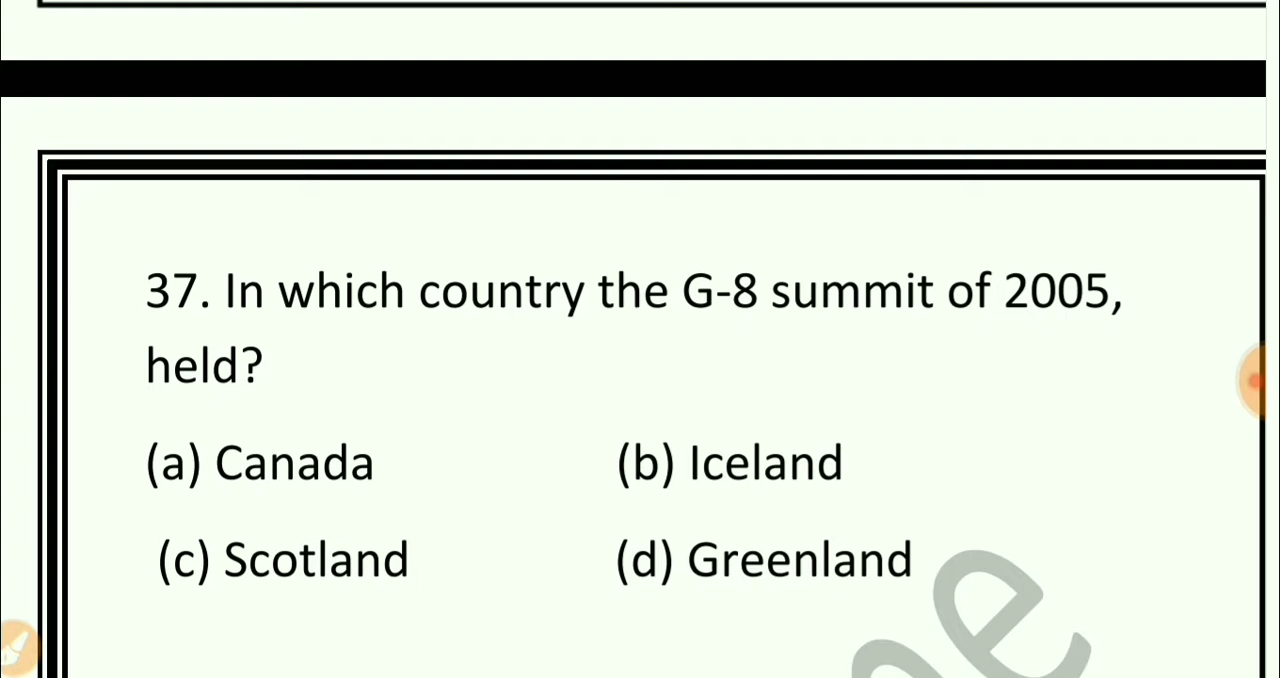 37. In which country the G-8 summit of 2005,
held?
(a) Canada (b) Iceland
(c) Scotland (d) Greenland